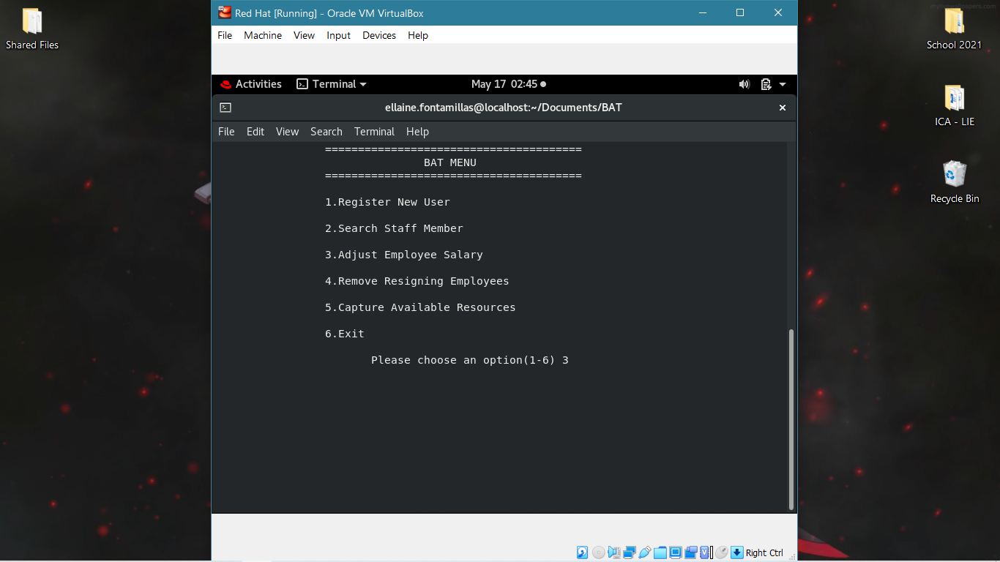 Red Hat [Running] - Oracle VM VirtualBox
File Machine View Input Devices Help
Activities Terminal May 17 02:45
ellaine.fontamillas@localhost:~/Documents/BAT
File Edit View Search Terminal Help
=======================================
BAT MENU
=======================================
1.Register New User
2.Search Staff Member
3.Adjust Employee Salary
4.Remove Resigning Employees
5.Capture Available Resources
6.Exit
Please choose an option(1-6) 3
Right Ctrl
Shared Files
School 2021
ICA - LIE
Recycle Bin